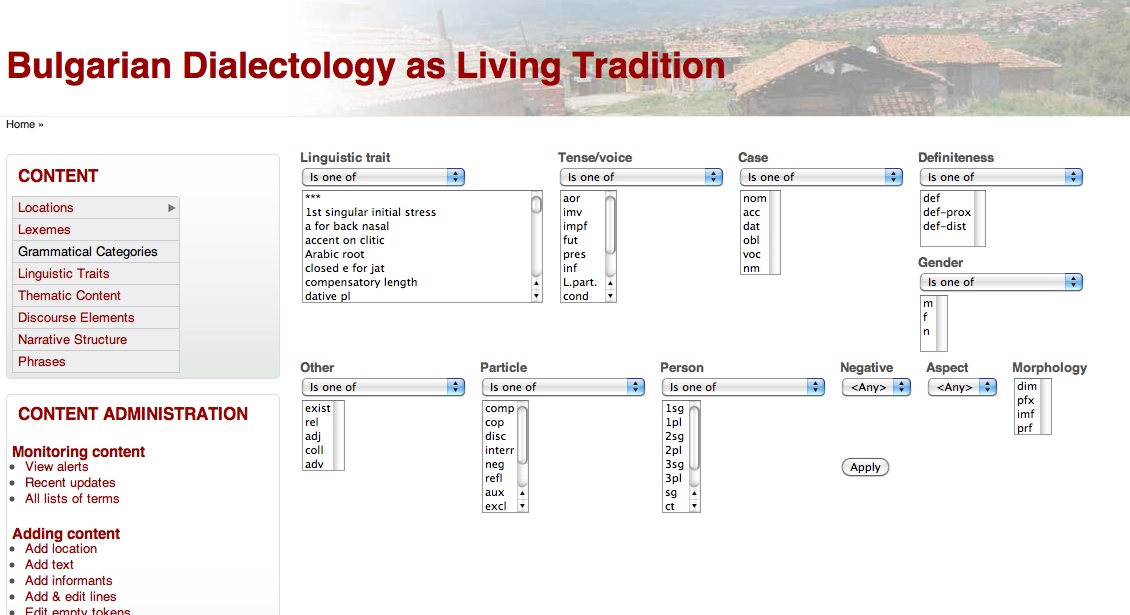 Bulgarian Dialectology as Living Tradition
Home »
CONTENT
Locations
Lexemes
Grammatical Categories
Linguistic Traits
Thematic Content
Discourse Elements
Narrative Structure
Phrases
CONTENT ADMINISTRATION
Monitoring content
View alerts
Recent updates
All lists of terms
Adding content
Add location
Add text
Add informants
Add & edit lines
Edit empty tokens
Linguistic trait
Is one of
***
1st singular initial stress
a for back nasal
accent on clitic
Arabic root
closed e for jat
compensatory length
dative pl
Tense/voice
Is one of
aor
imv
impf
fut
pres
inf
L.part.
cond
Case
Is one of
nom
acc
dat
obl
voc
nm
Definiteness
Is one of
def
def-prox
def-dist
Gender
Is one of
m
f
n
Other
Is one of
exist
rel
adj
coll
adv
Particle
Is one of
comp
cop
disc
interr
neg
refl
aux
excl
Person
Is one of
1sg
1pl
2sg
2pl
3sg
3pl
sg
ct
Negative
<Any>
Aspect
<Any>
Morphology
dim
pfx
imf
prf
Apply